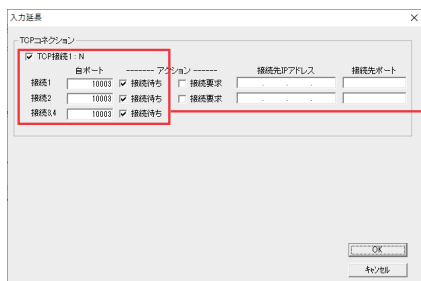 入力延長
TCPコネクション
TCP接続1:N
自ポート ------- アクション ------ 接続先IPアドレス 接続先ポート
接続1 10003 接続待ち 接続要求 . . .
接続2 10003 接続待ち 接続要求 . . .
接続3,4 10003 接続待ち
OK
キャンセル